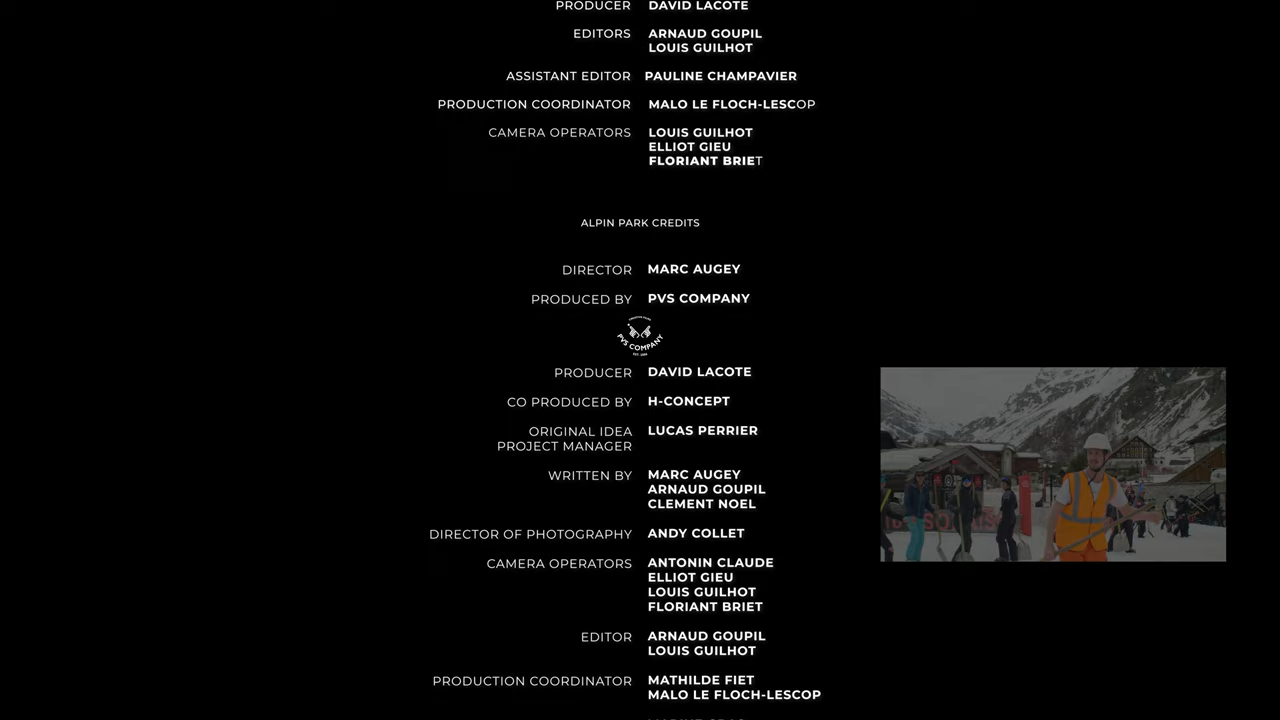 PRODUCER DAVID LACOTE
EDITORS ARNAUD GOUPIL
LOUIS GUILHOT
ASSISTANT EDITOR PAULINE CHAMPAVIER
PRODUCTION COORDINATOR MALO LE FLOCH-LESCOP
CAMERA OPERATORS LOUIS GUILHOT
ELLIOT GIEU
FLORIANT BRIET
ALPIN PARK CREDITS
DIRECTOR MARC AUGEY
PRODUCED BY PVS COMPANY
PVS COMPANY
PRODUCER DAVID LACOTE
CO PRODUCED BY H-CONCEPT
ORIGINAL IDEA LUCAS PERRIER
PROJECT MANAGER
WRITTEN BY MARC AUGEY
ARNAUD GOUPIL
CLEMENT NOEL
DIRECTOR OF PHOTOGRAPHY ANDY COLLET
CAMERA OPERATORS ANTONIN CLAUDE
ELLIOT GIEU
LOUIS GUILHOT
FLORIANT BRIET
EDITOR ARNAUD GOUPIL
LOUIS GUILHOT
PRODUCTION COORDINATOR MATHILDE FIET
MALO LE FLOCH-LESCOP